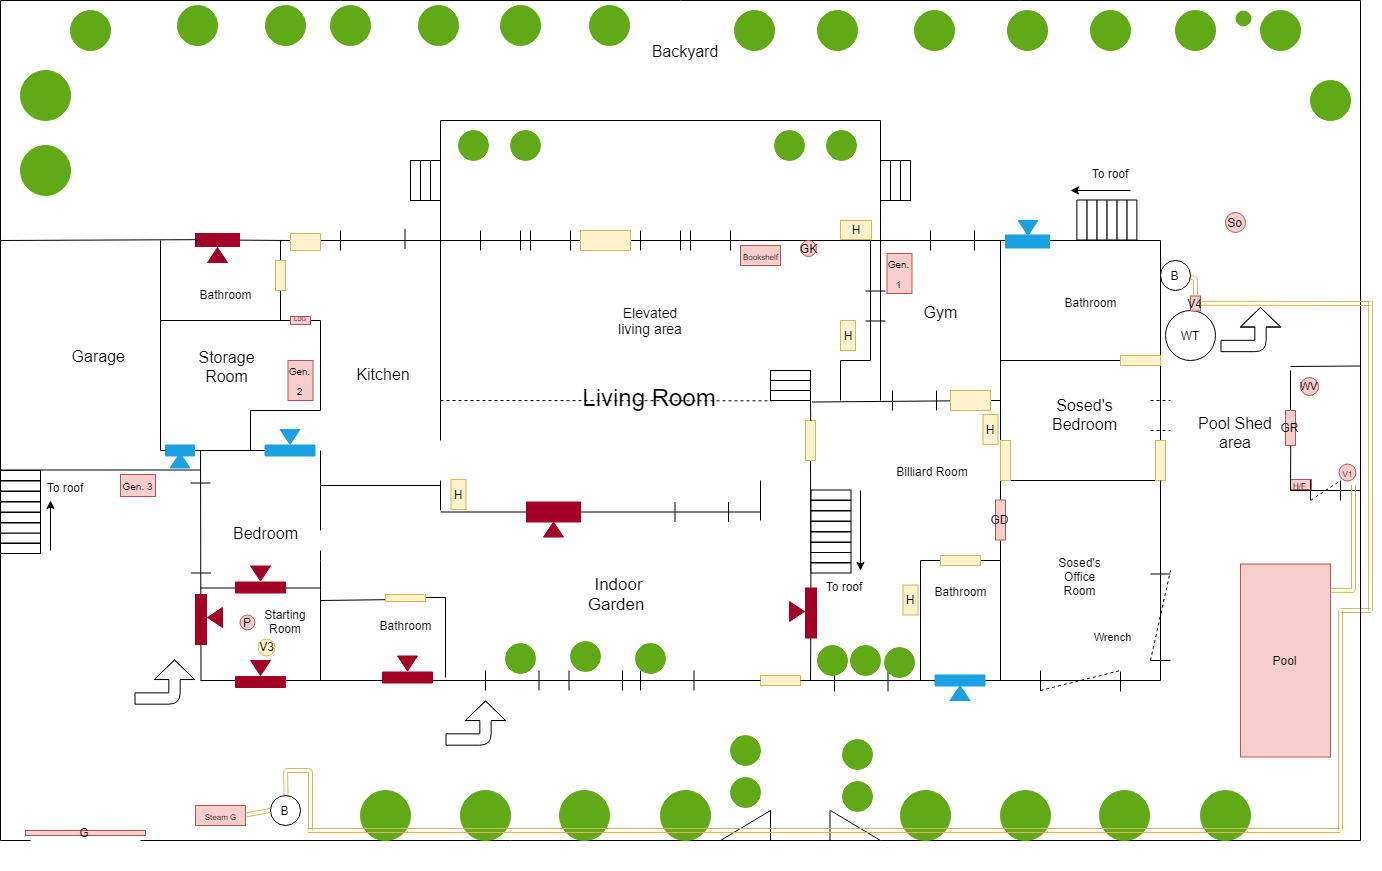 Backyard
To roof
So
H
GK
Bookshelf
Gen.
1
B
Bathroom
Bathroom
V4
Elevated
living area
Gym
LOG
H
WT
Garage
Storage
Room
Kitchen
Gen.
2
WV
Living Room
Sosed's
Bedroom
Pool Shed
area
GR
H
Billiard Room
V1
To roof
Gen. 3
H
H/F
GD
Bedroom
Sosed's
Office
Room
Indoor
Garden
To roof
Bathroom
H
Starting
Room
P
Bathroom
Wrench
V3
Pool
B
Steam G
G